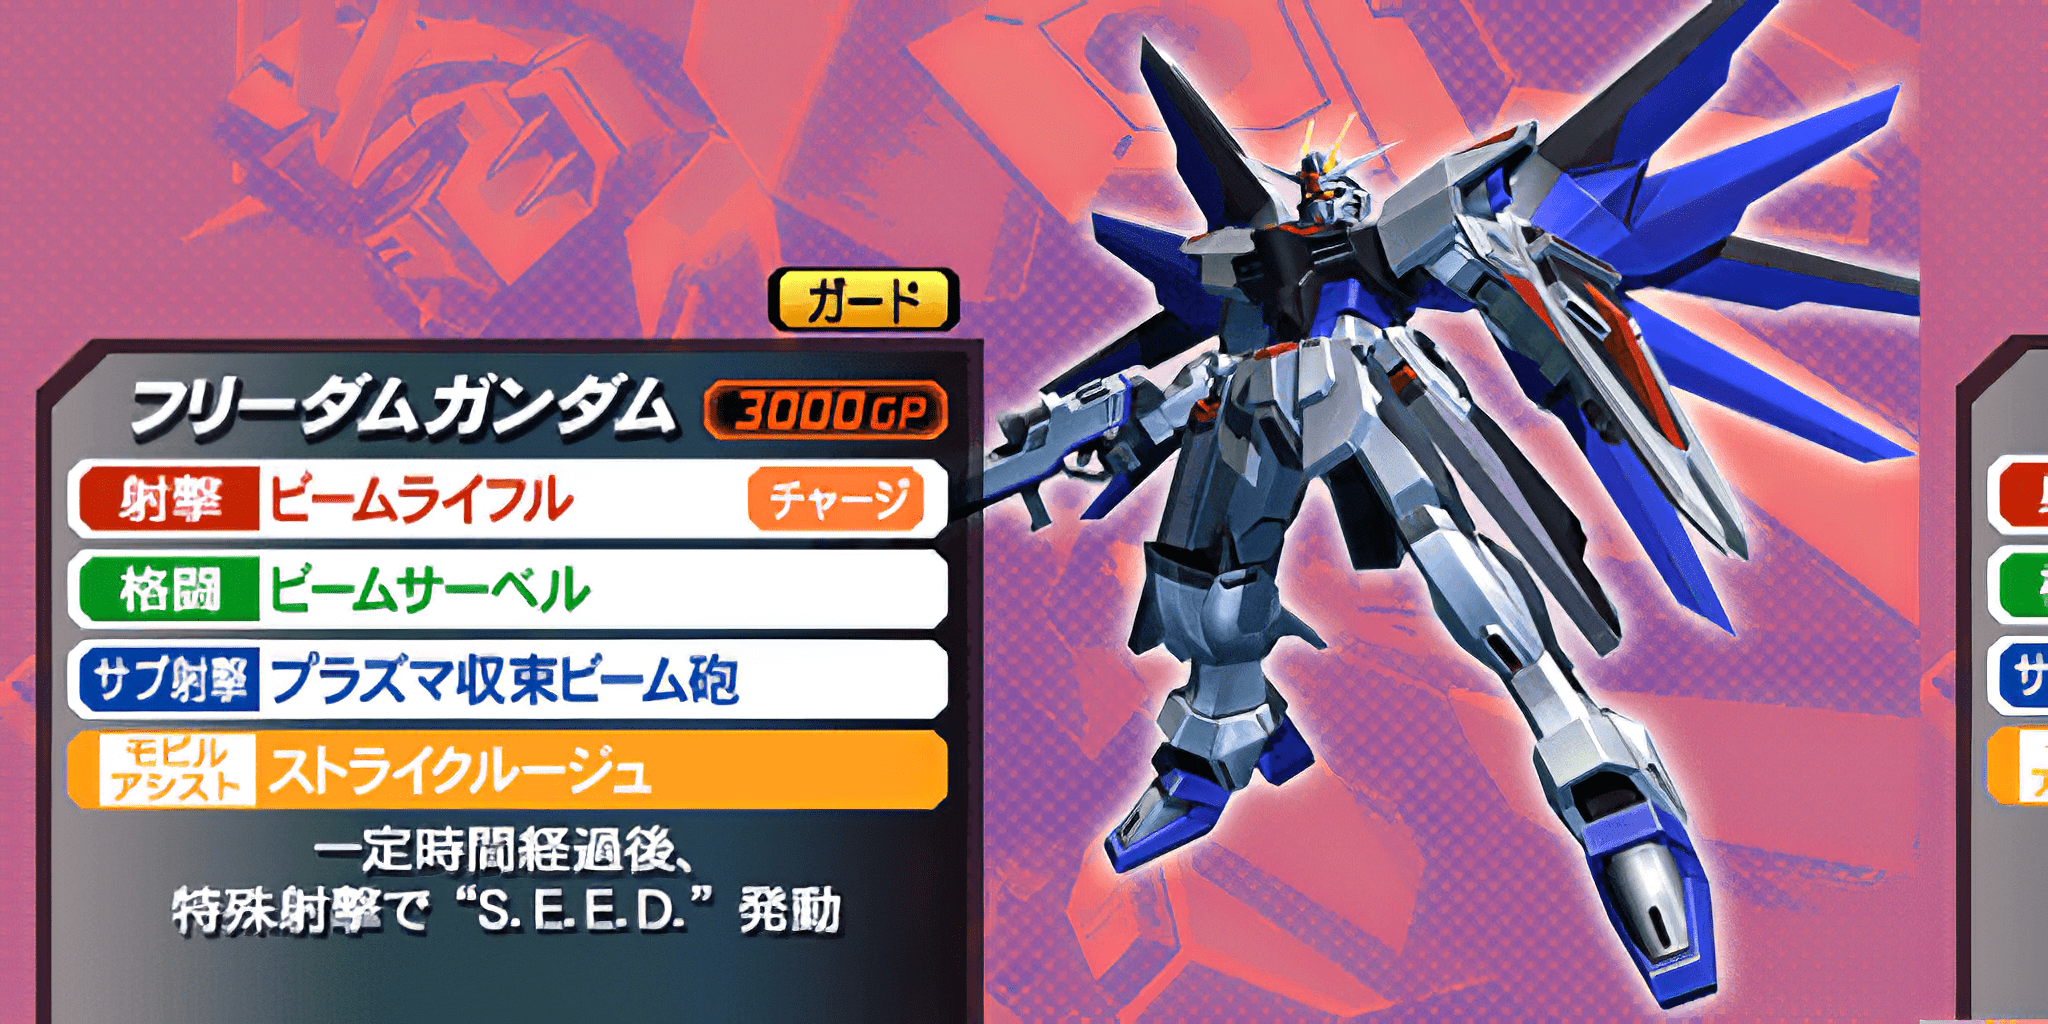 ガード
フリーダムガンダム 3000GP
射撃 ビームライフル チャージ
格闘 ビームサーベル
サブ射撃 プラズマ収束ビーム砲
モビル
アシスト ストライクルージュ
一定時間経過後、
特殊射撃で“S.E.E.D.”発動